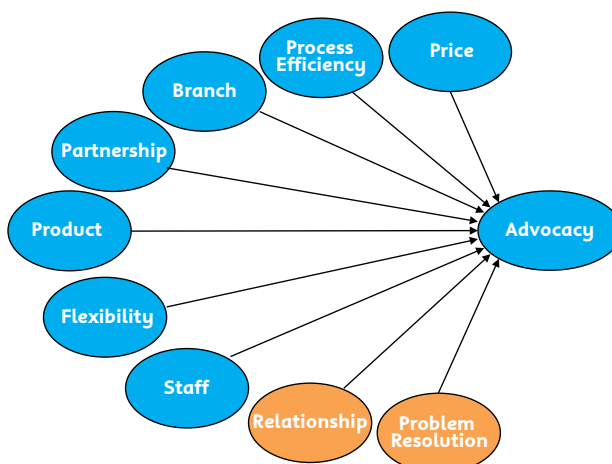 Process
Efficiency
Price
Branch
Partnership
Product
Advocacy
Flexibility
Staff
Relationship
Problem
Resolution